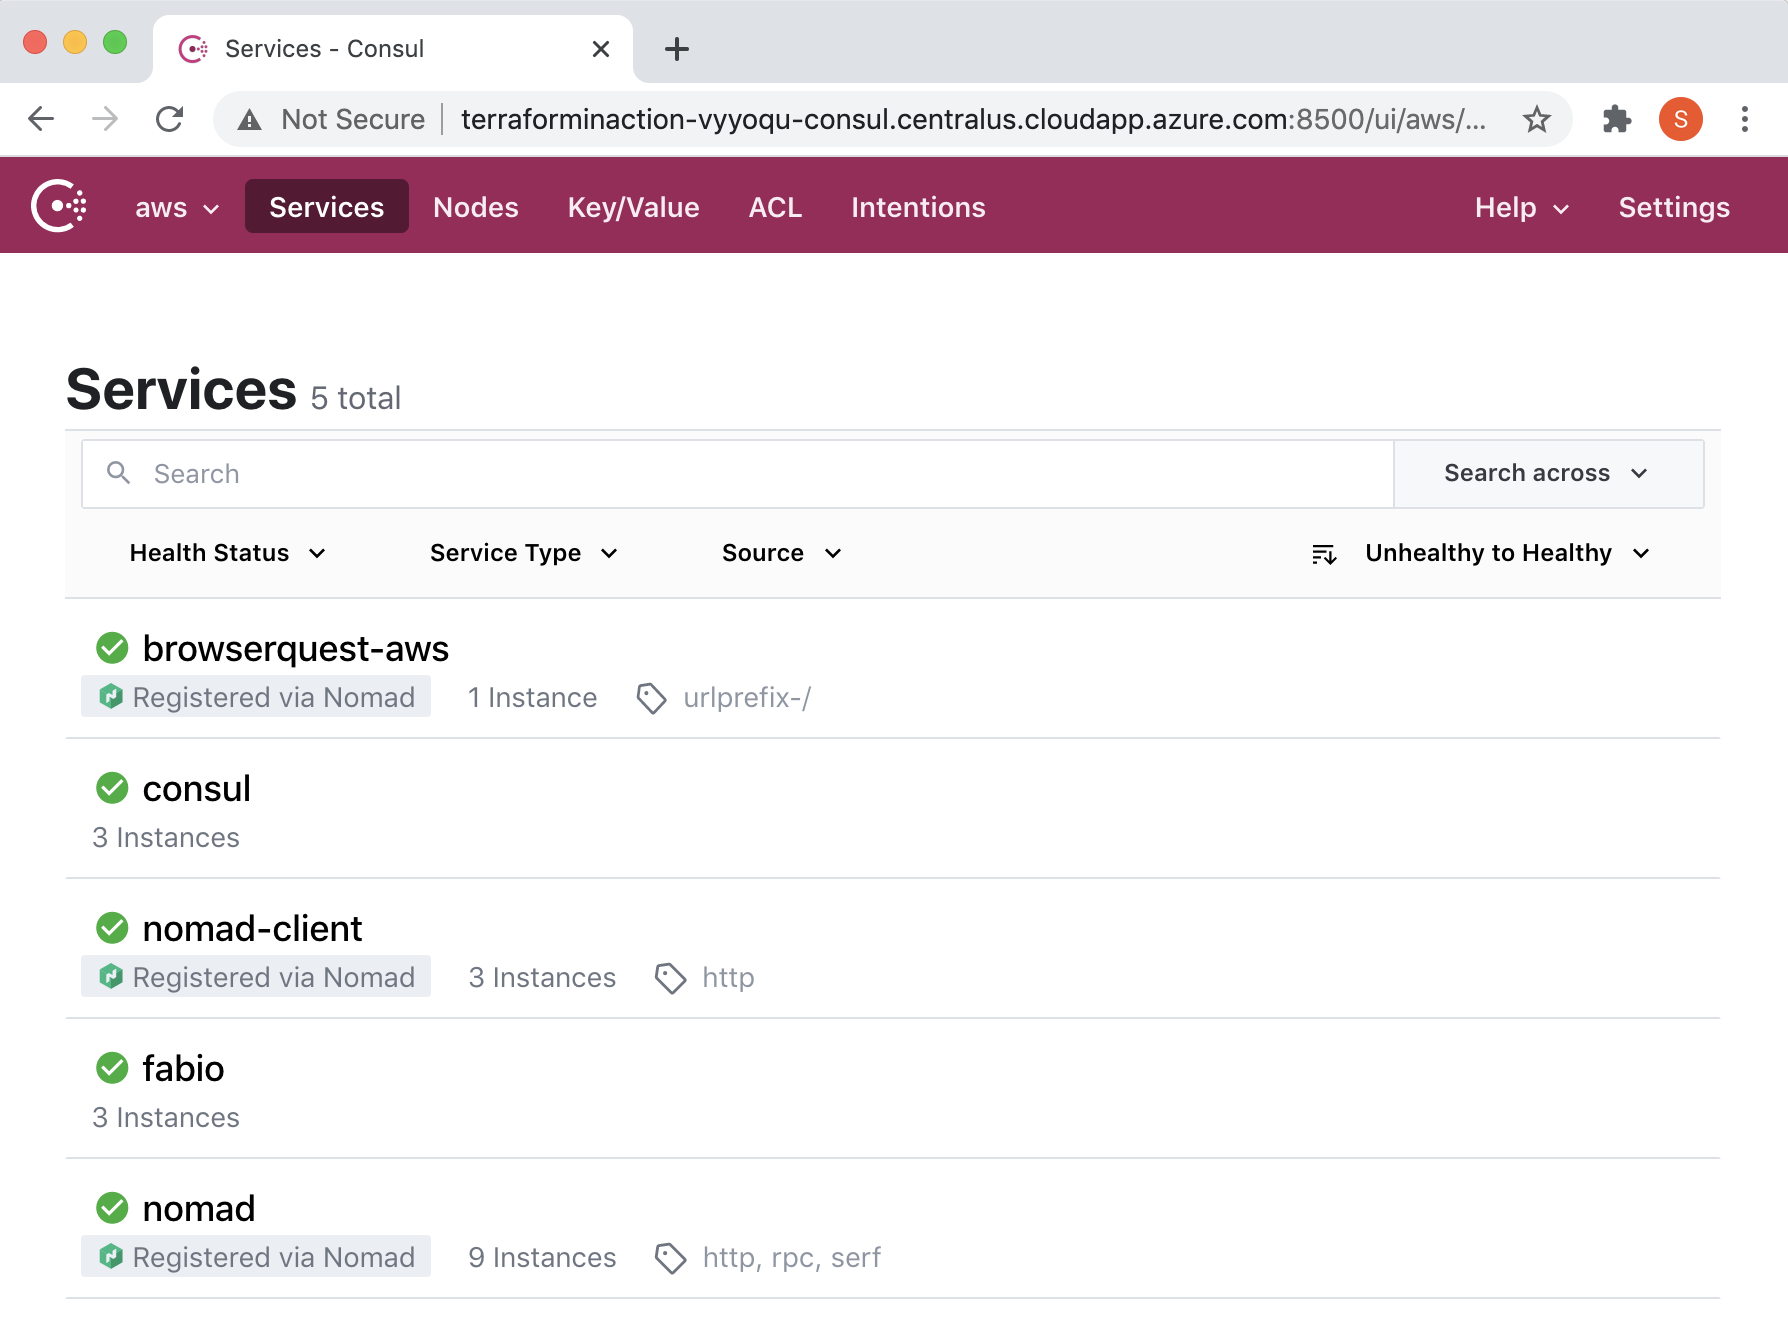 Services - Consul
Not Secure | terraforminaction-vyyoqu-consul.centralus.cloudapp.azure.com:8500/ui/aws/... S
aws Services Nodes Key/Value ACL Intentions Help Settings
Services 5 total
Search Search across
Health Status Service Type Source Unhealthy to Healthy
browserquest-aws
Registered via Nomad 1 Instance urlprefix-/
consul
3 Instances
nomad-client
Registered via Nomad 3 Instances http
fabio
3 Instances
nomad
Registered via Nomad 9 Instances http, rpc, serf